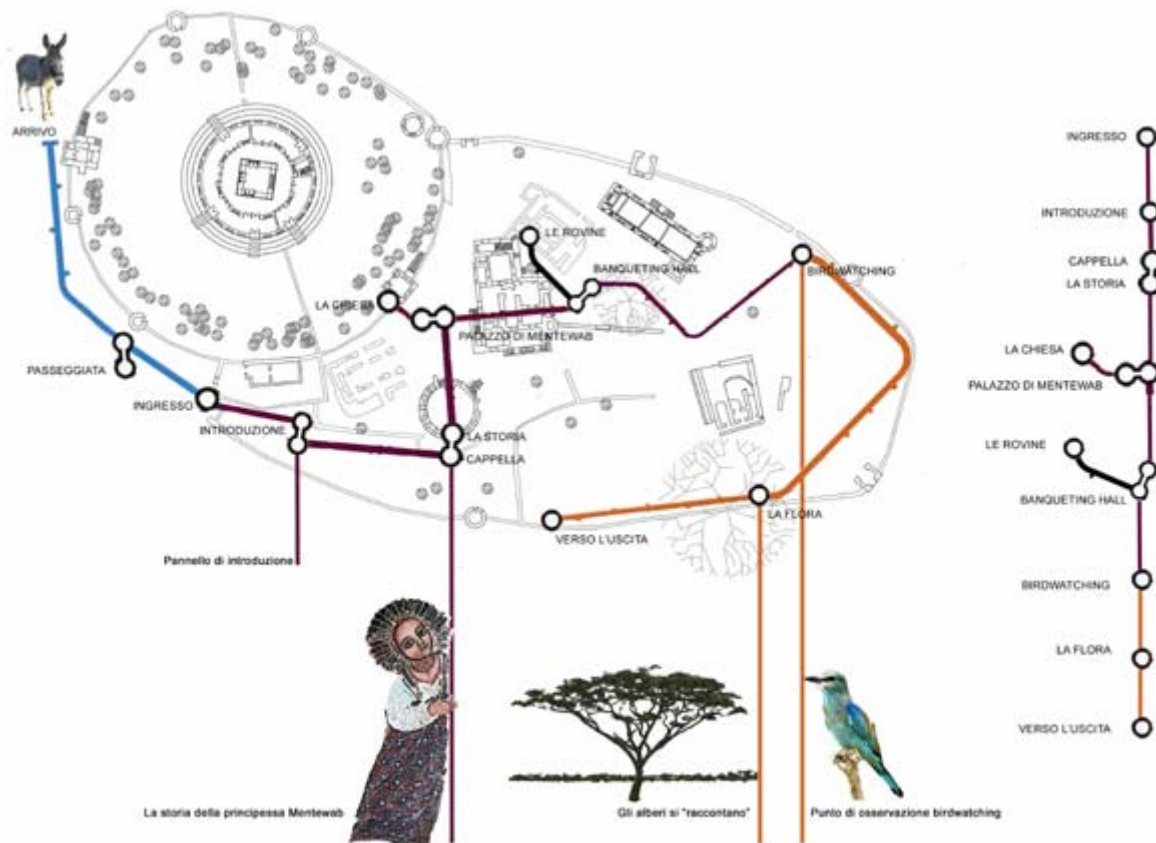 ARRIVO
PASSEGGIATA
INGRESSO
INTRODUZIONE
LA CHIESA
PALAZZO DI MENTEWAB
LE ROVINE
BANQUETING HALL
BIRDWATCHING
LA STORIA
CAPPELLA
LA FLORA
VERSO L'USCITA
Pannello di introduzione
La storia della principessa Mentewab
Gli alberi si "raccontano"
Punto di osservazione birdwatching
INGRESSO
INTRODUZIONE
CAPPELLA
LA STORIA
LA CHIESA
PALAZZO DI MENTEWAB
LE ROVINE
BANQUETING HALL
BIRDWATCHING
LA FLORA
VERSO L'USCITA